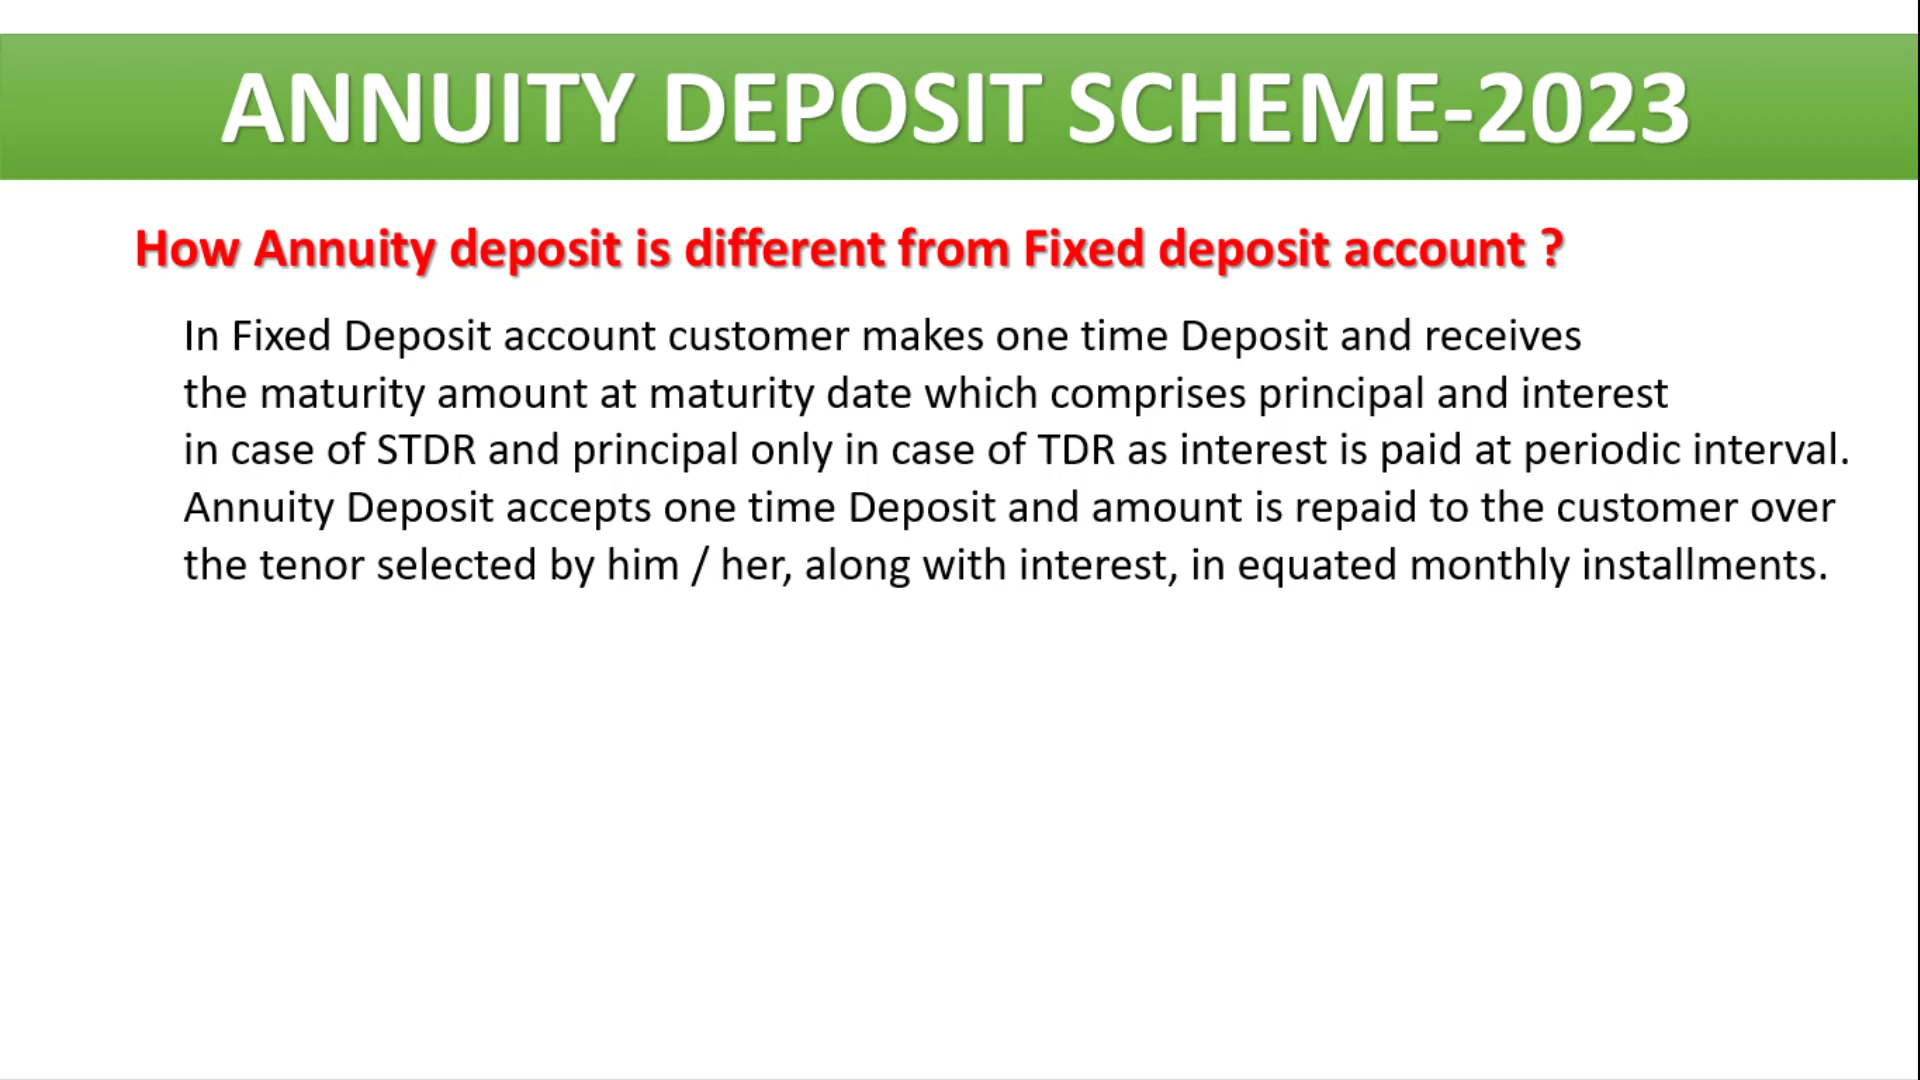 ANNUITY DEPOSIT SCHEME-2023
How Annuity deposit is different from Fixed deposit account ?
In Fixed Deposit account customer makes one time Deposit and receives
the maturity amount at maturity date which comprises principal and interest
in case of STDR and principal only in case of TDR as interest is paid at periodic interval.
Annuity Deposit accepts one time Deposit and amount is repaid to the customer over
the tenor selected by him / her, along with interest, in equated monthly installments.